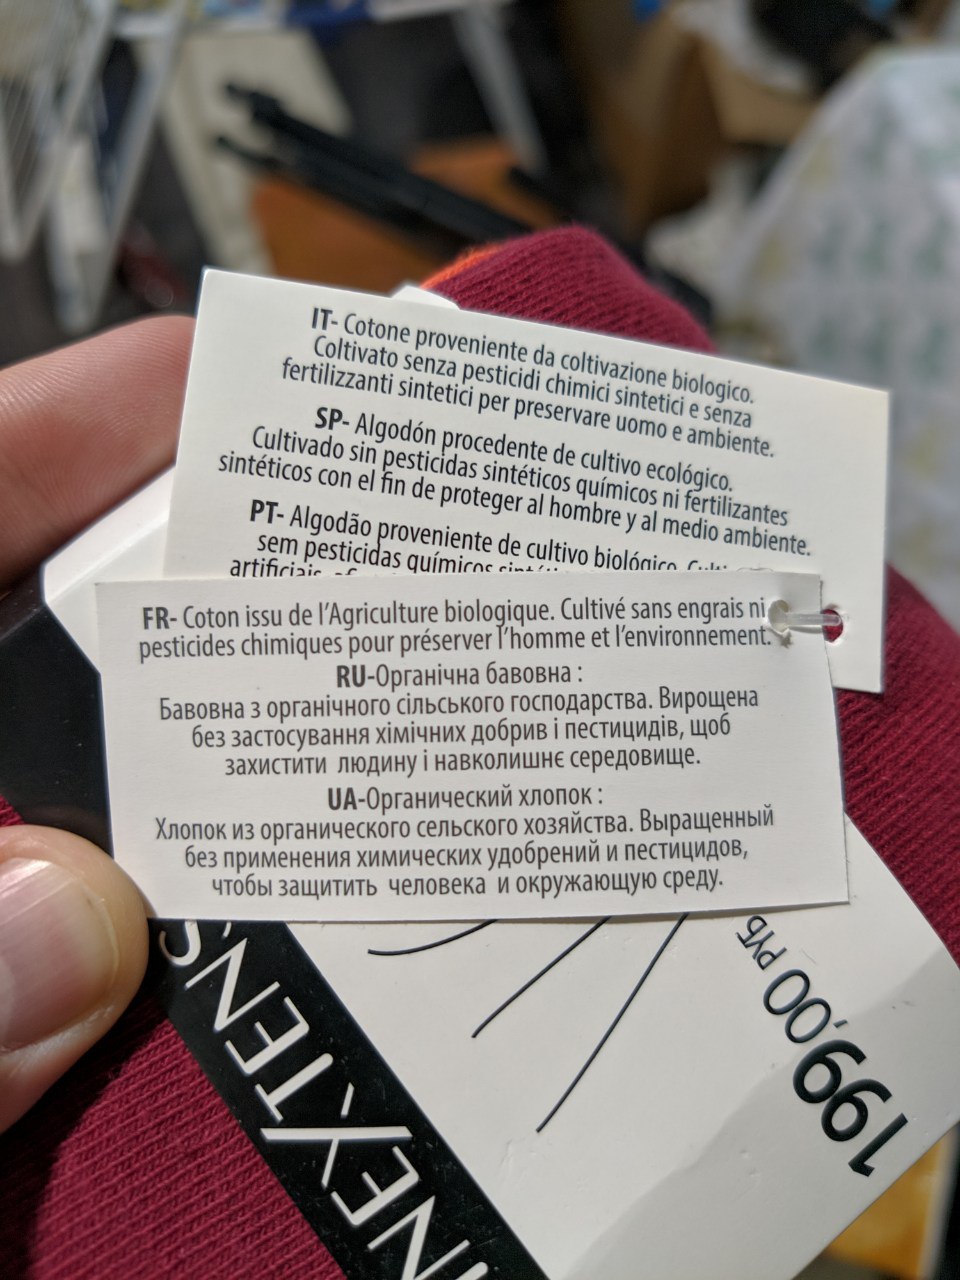 IT- Cotone proveniente da coltivazione biologico.
Coltivato senza pesticidi chimici sintetici e senza
fertilizzanti sintetici per preservare uomo e ambiente.
SP- Algodón procedente de cultivo ecológico.
Cultivado sin pesticidas sintéticos químicos ni fertilizantes
sintéticos con el fin de proteger al hombre y al medio ambiente.
PT- Algodão proveniente de cultivo biológico.
sem pesticidas químicos
artificiais
FR- Coton issu de l'Agriculture biologique. Cultivé sans engrais ni
pesticides chimiques pour préserver l'homme et l'environnement.
RU-Органічна бавовна :
Бавовна з органічного сільського господарства. Вирощена
без застосування хімічних добрив і пестицидів, щоб
захистити людину і навколишнє середовище.
UA-Органический хлопок :
Хлопок из органического сельского хозяйства. Выращенный
без применения химических удобрений и пестицидов,
чтобы защитить человека и окружающую среду.
199,00 РУБ
INEXTENS